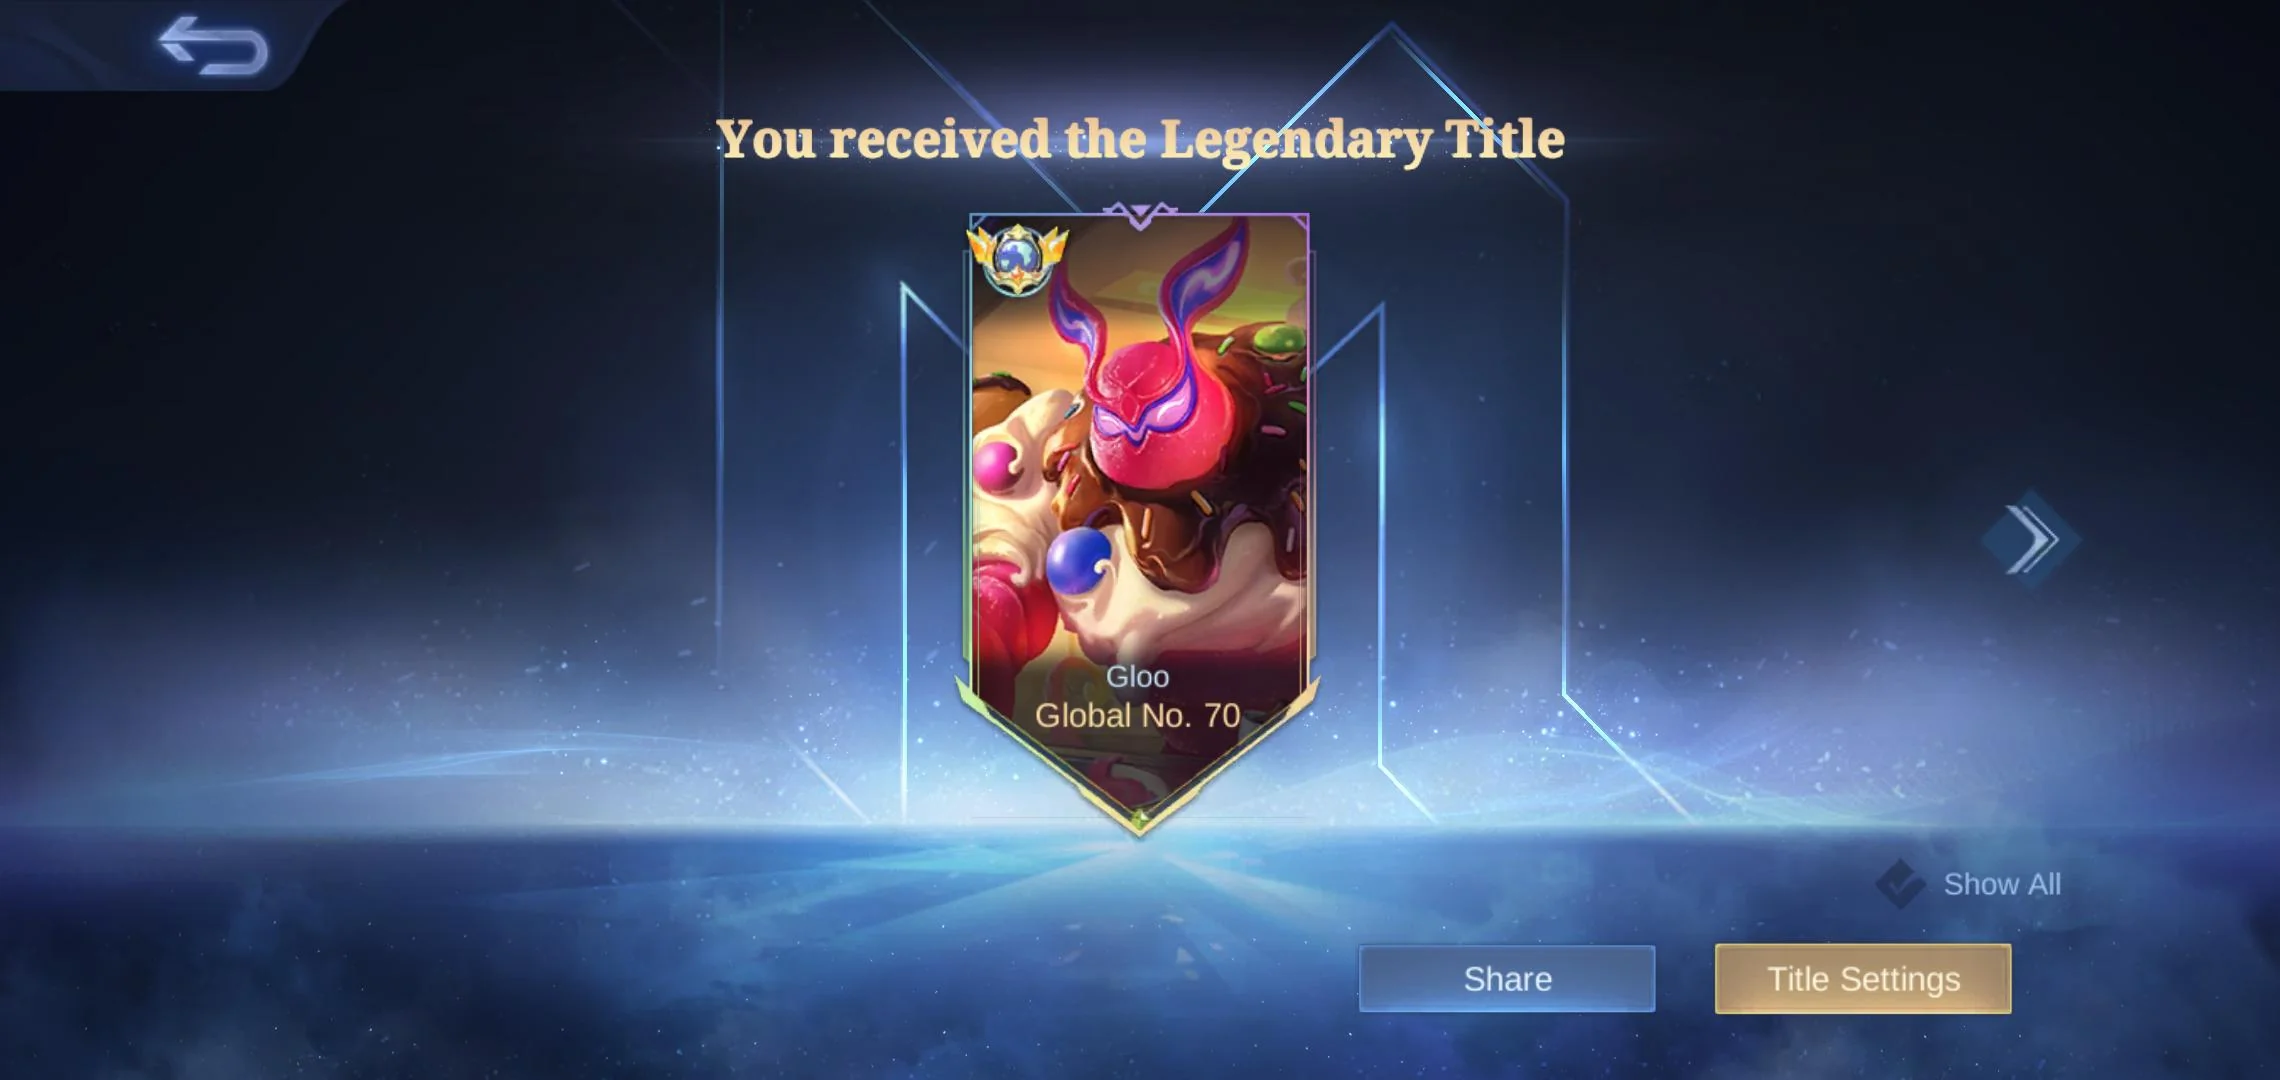 You received the Legendary Title
Gloo
Global No. 70
Show All
Share
Title Settings